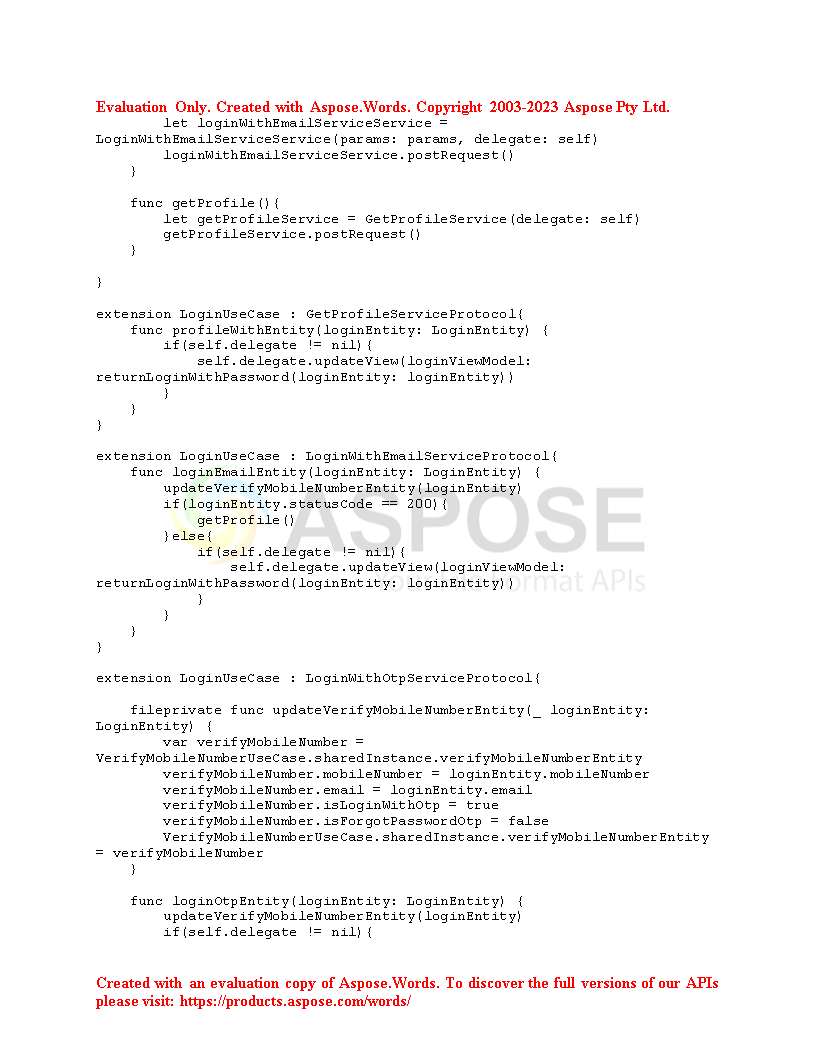 Evaluation Only. Created with Aspose.Words. Copyright 2003-2023 Aspose Pty Ltd.
        let loginWithEmailServiceService =
LoginWithEmailServiceService(params: params, delegate: self)
        loginWithEmailServiceService.postRequest()
    }

    func getProfile(){
        let getProfileService = GetProfileService(delegate: self)
        getProfileService.postRequest()
    }

}

extension LoginUseCase : GetProfileServiceProtocol{
    func profileWithEntity(loginEntity: LoginEntity) {
        if(self.delegate != nil){
            self.delegate.updateView(loginViewModel:
returnLoginWithPassword(loginEntity: loginEntity))
        }
    }
}

extension LoginUseCase : LoginWithEmailServiceProtocol{
    func loginEmailEntity(loginEntity: LoginEntity) {
        updateVerifyMobileNumberEntity(loginEntity)
        if(loginEntity.statusCode == 200){
            getProfile()
        }else{
            if(self.delegate != nil){
                self.delegate.updateView(loginViewModel:
returnLoginWithPassword(loginEntity: loginEntity))
            }
        }
    }
}

extension LoginUseCase : LoginWithOtpServiceProtocol{

    fileprivate func updateVerifyMobileNumberEntity(_ loginEntity:
LoginEntity) {
        var verifyMobileNumber =
VerifyMobileNumberUseCase.sharedInstance.verifyMobileNumberEntity
        verifyMobileNumber.mobileNumber = loginEntity.mobileNumber
        verifyMobileNumber.email = loginEntity.email
        verifyMobileNumber.isLoginWithOtp = true
        verifyMobileNumber.isForgotPasswordOtp = false
        VerifyMobileNumberUseCase.sharedInstance.verifyMobileNumberEntity
= verifyMobileNumber
    }

    func loginOtpEntity(loginEntity: LoginEntity) {
        updateVerifyMobileNumberEntity(loginEntity)
        if(self.delegate != nil){

ASPOSE
Format APIs
Created with an evaluation copy of Aspose.Words. To discover the full versions of our APIs
please visit: https://products.aspose.com/words/